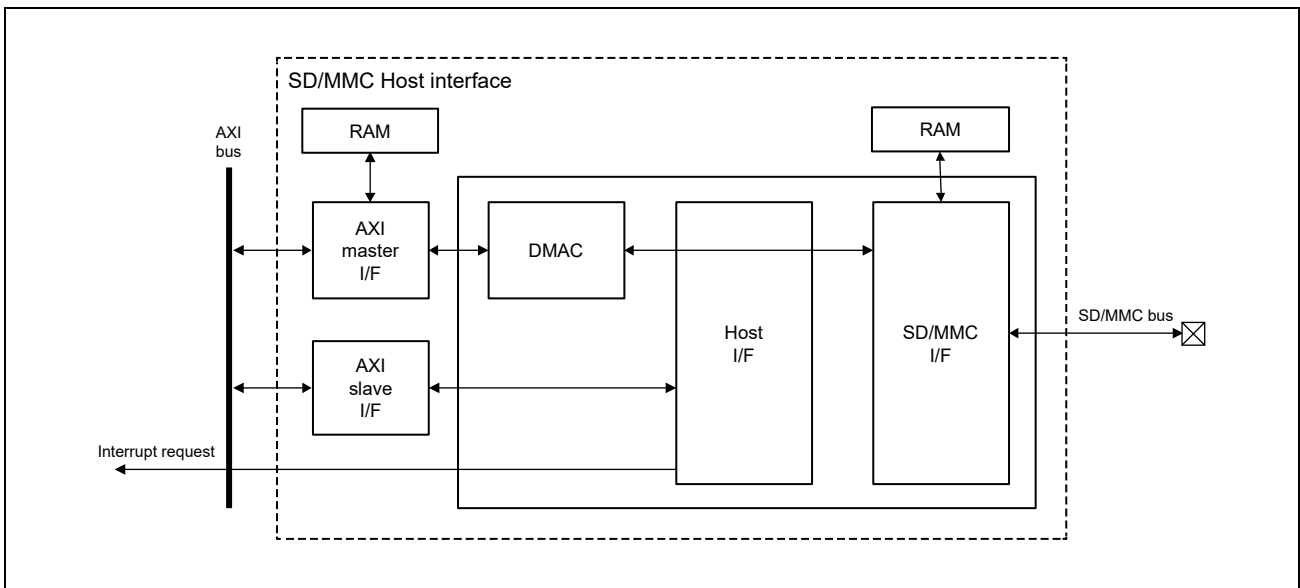 SD/MMC Host interface
AXI
bus
RAM
RAM
AXI
master
I/F
DMAC
Host
I/F
SD/MMC
I/F
SD/MMC bus
AXI
slave
I/F
Interrupt request